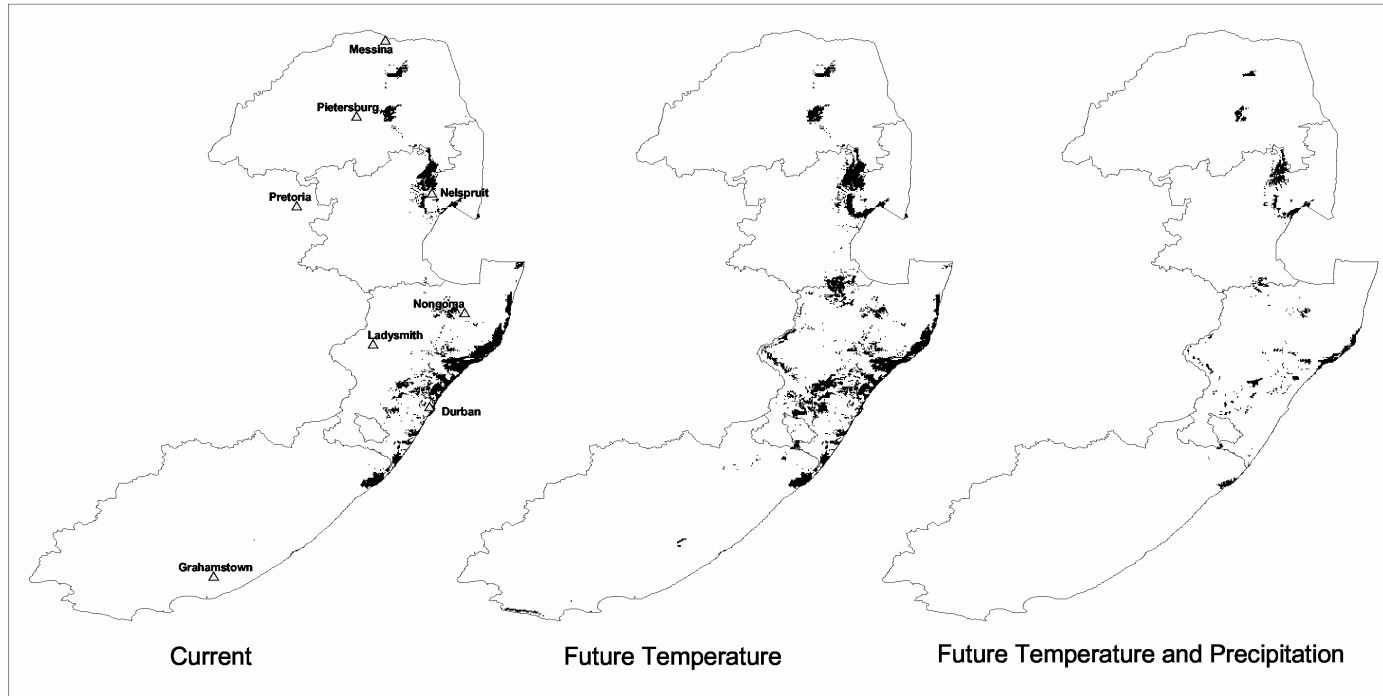 Messina
Pietersburg
Pretoria
Nelspruit
Nongoma
Ladysmith
Durban
Grahamstown
Current
Future Temperature
Future Temperature and Precipitation